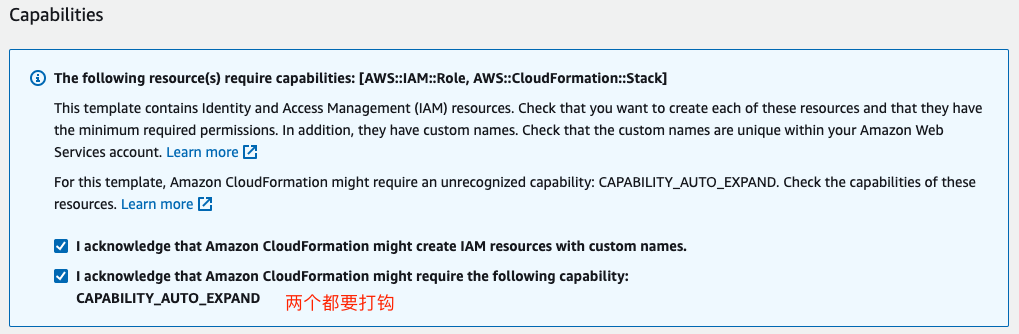 Capabilities
The following resource(s) require capabilities: [AWS::IAM::Role, AWS::CloudFormation::Stack]
This template contains Identity and Access Management (IAM) resources. Check that you want to create each of these resources and that they have
the minimum required permissions. In addition, they have custom names. Check that the custom names are unique within your Amazon Web
Services account. Learn more
For this template, Amazon CloudFormation might require an unrecognized capability: CAPABILITY_AUTO_EXPAND. Check the capabilities of these
resources. Learn more
I acknowledge that Amazon CloudFormation might create IAM resources with custom names.
I acknowledge that Amazon CloudFormation might require the following capability:
CAPABILITY_AUTO_EXPAND 两个都要打钩